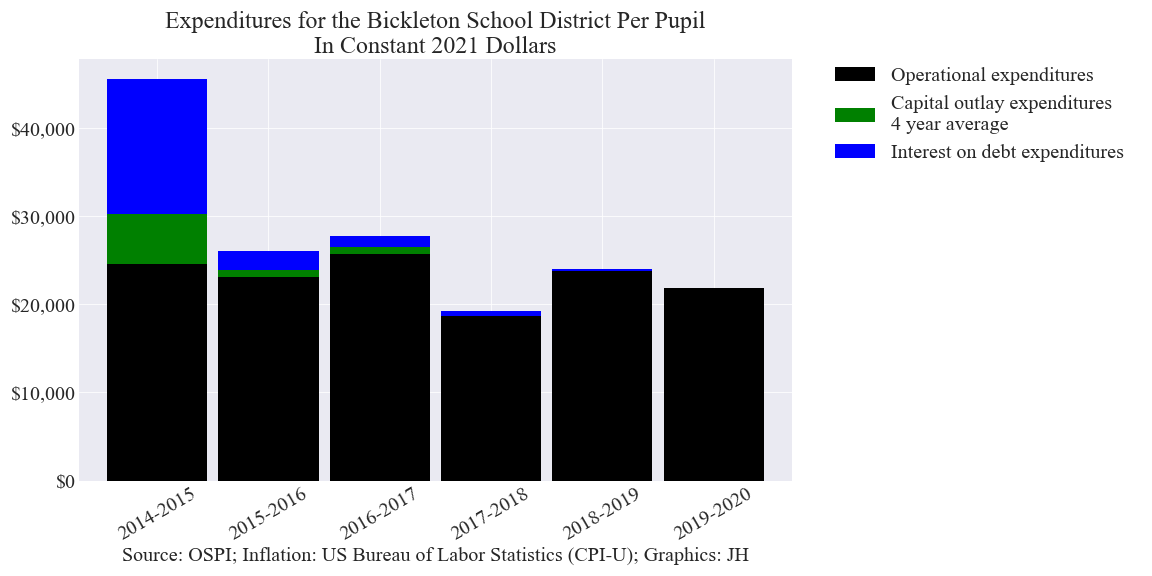 Expenditures for the Bickleton School District Per Pupil
In Constant 2021 Dollars
Operational expenditures
Capital outlay expenditures
4 year average
Interest on debt expenditures
$40,000
$30,000
$20,000
$10,000
$0
2014-2015
2015-2016
2016-2017
2017-2018
2018-2019
2019-2020
Source: OSPI; Inflation: US Bureau of Labor Statistics (CPI-U); Graphics: JH